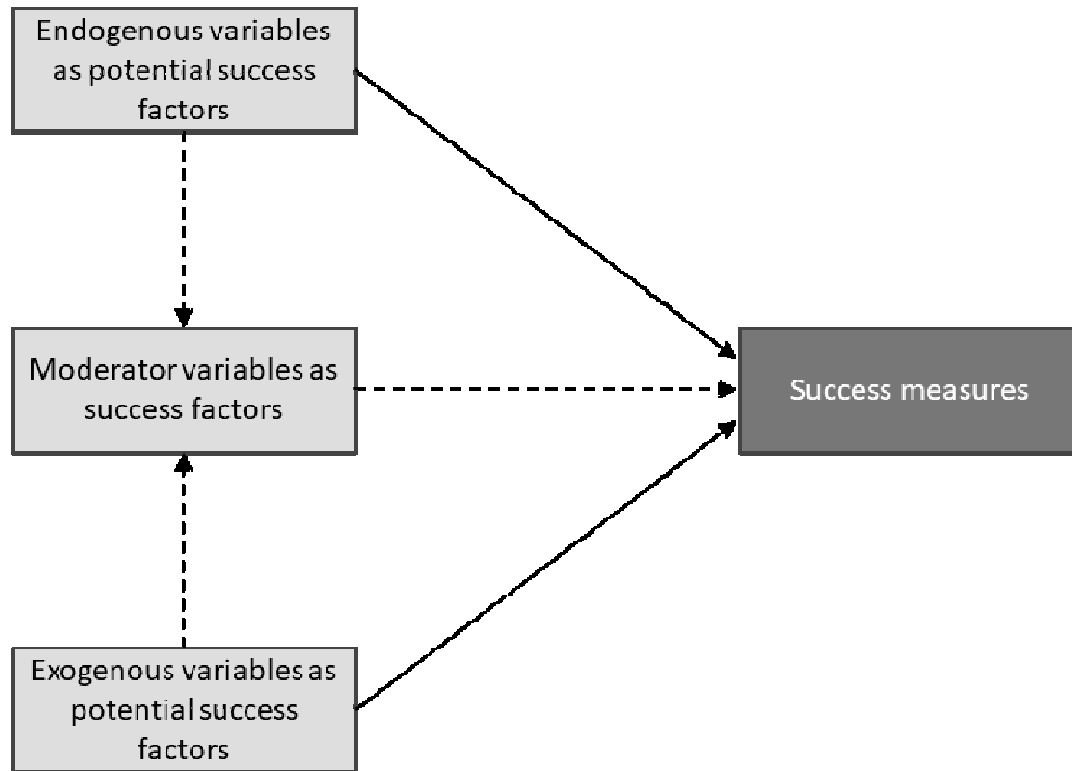 Endogenous variables
as potential success
factors
Moderator variables as
success factors
Success measures
Exogenous variables as
potential success
factors